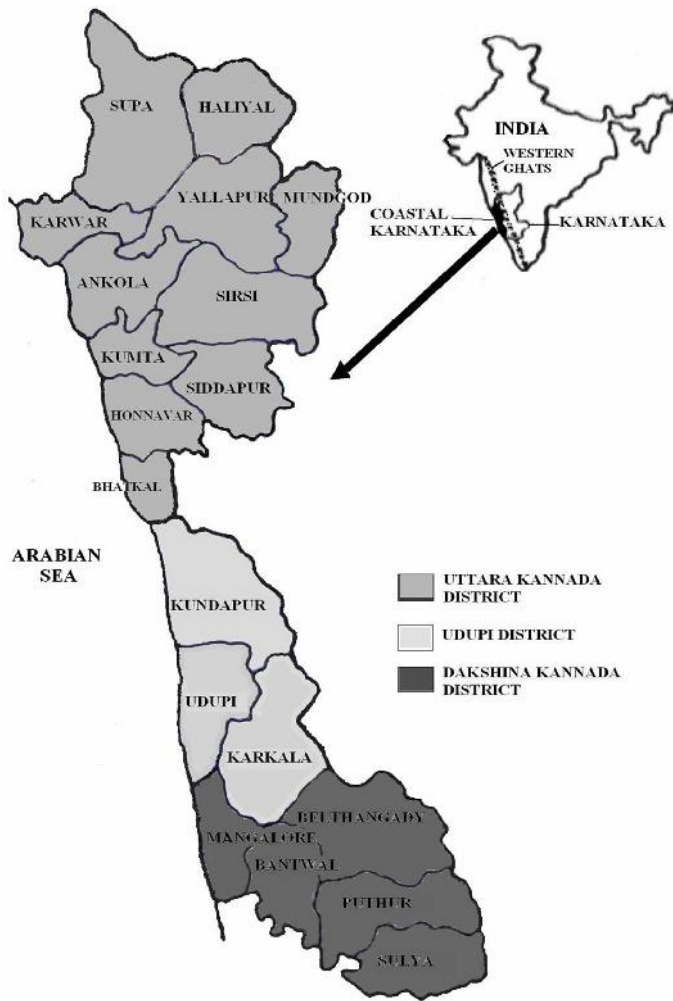 SUPA
HALIYAL
YALLAPUR
MUNDGOD
KARWAR
ANKOLA
SIRSI
KUMTA
SIDDAPUR
HONNAVAR
BHATKAL
ARABIAN
SEA
KUNDAPUR
UDUPI
KARKALA
BELTHANGADY
MANGALORE
BANTWAL
PUTHUR
SULYA
INDIA
WESTERN
GHATS
COASTAL
KARNATAKA
KARNATAKA
UTTARA KANNADA
DISTRICT
UDUPI DISTRICT
DAKSHINA KANNADA
DISTRICT